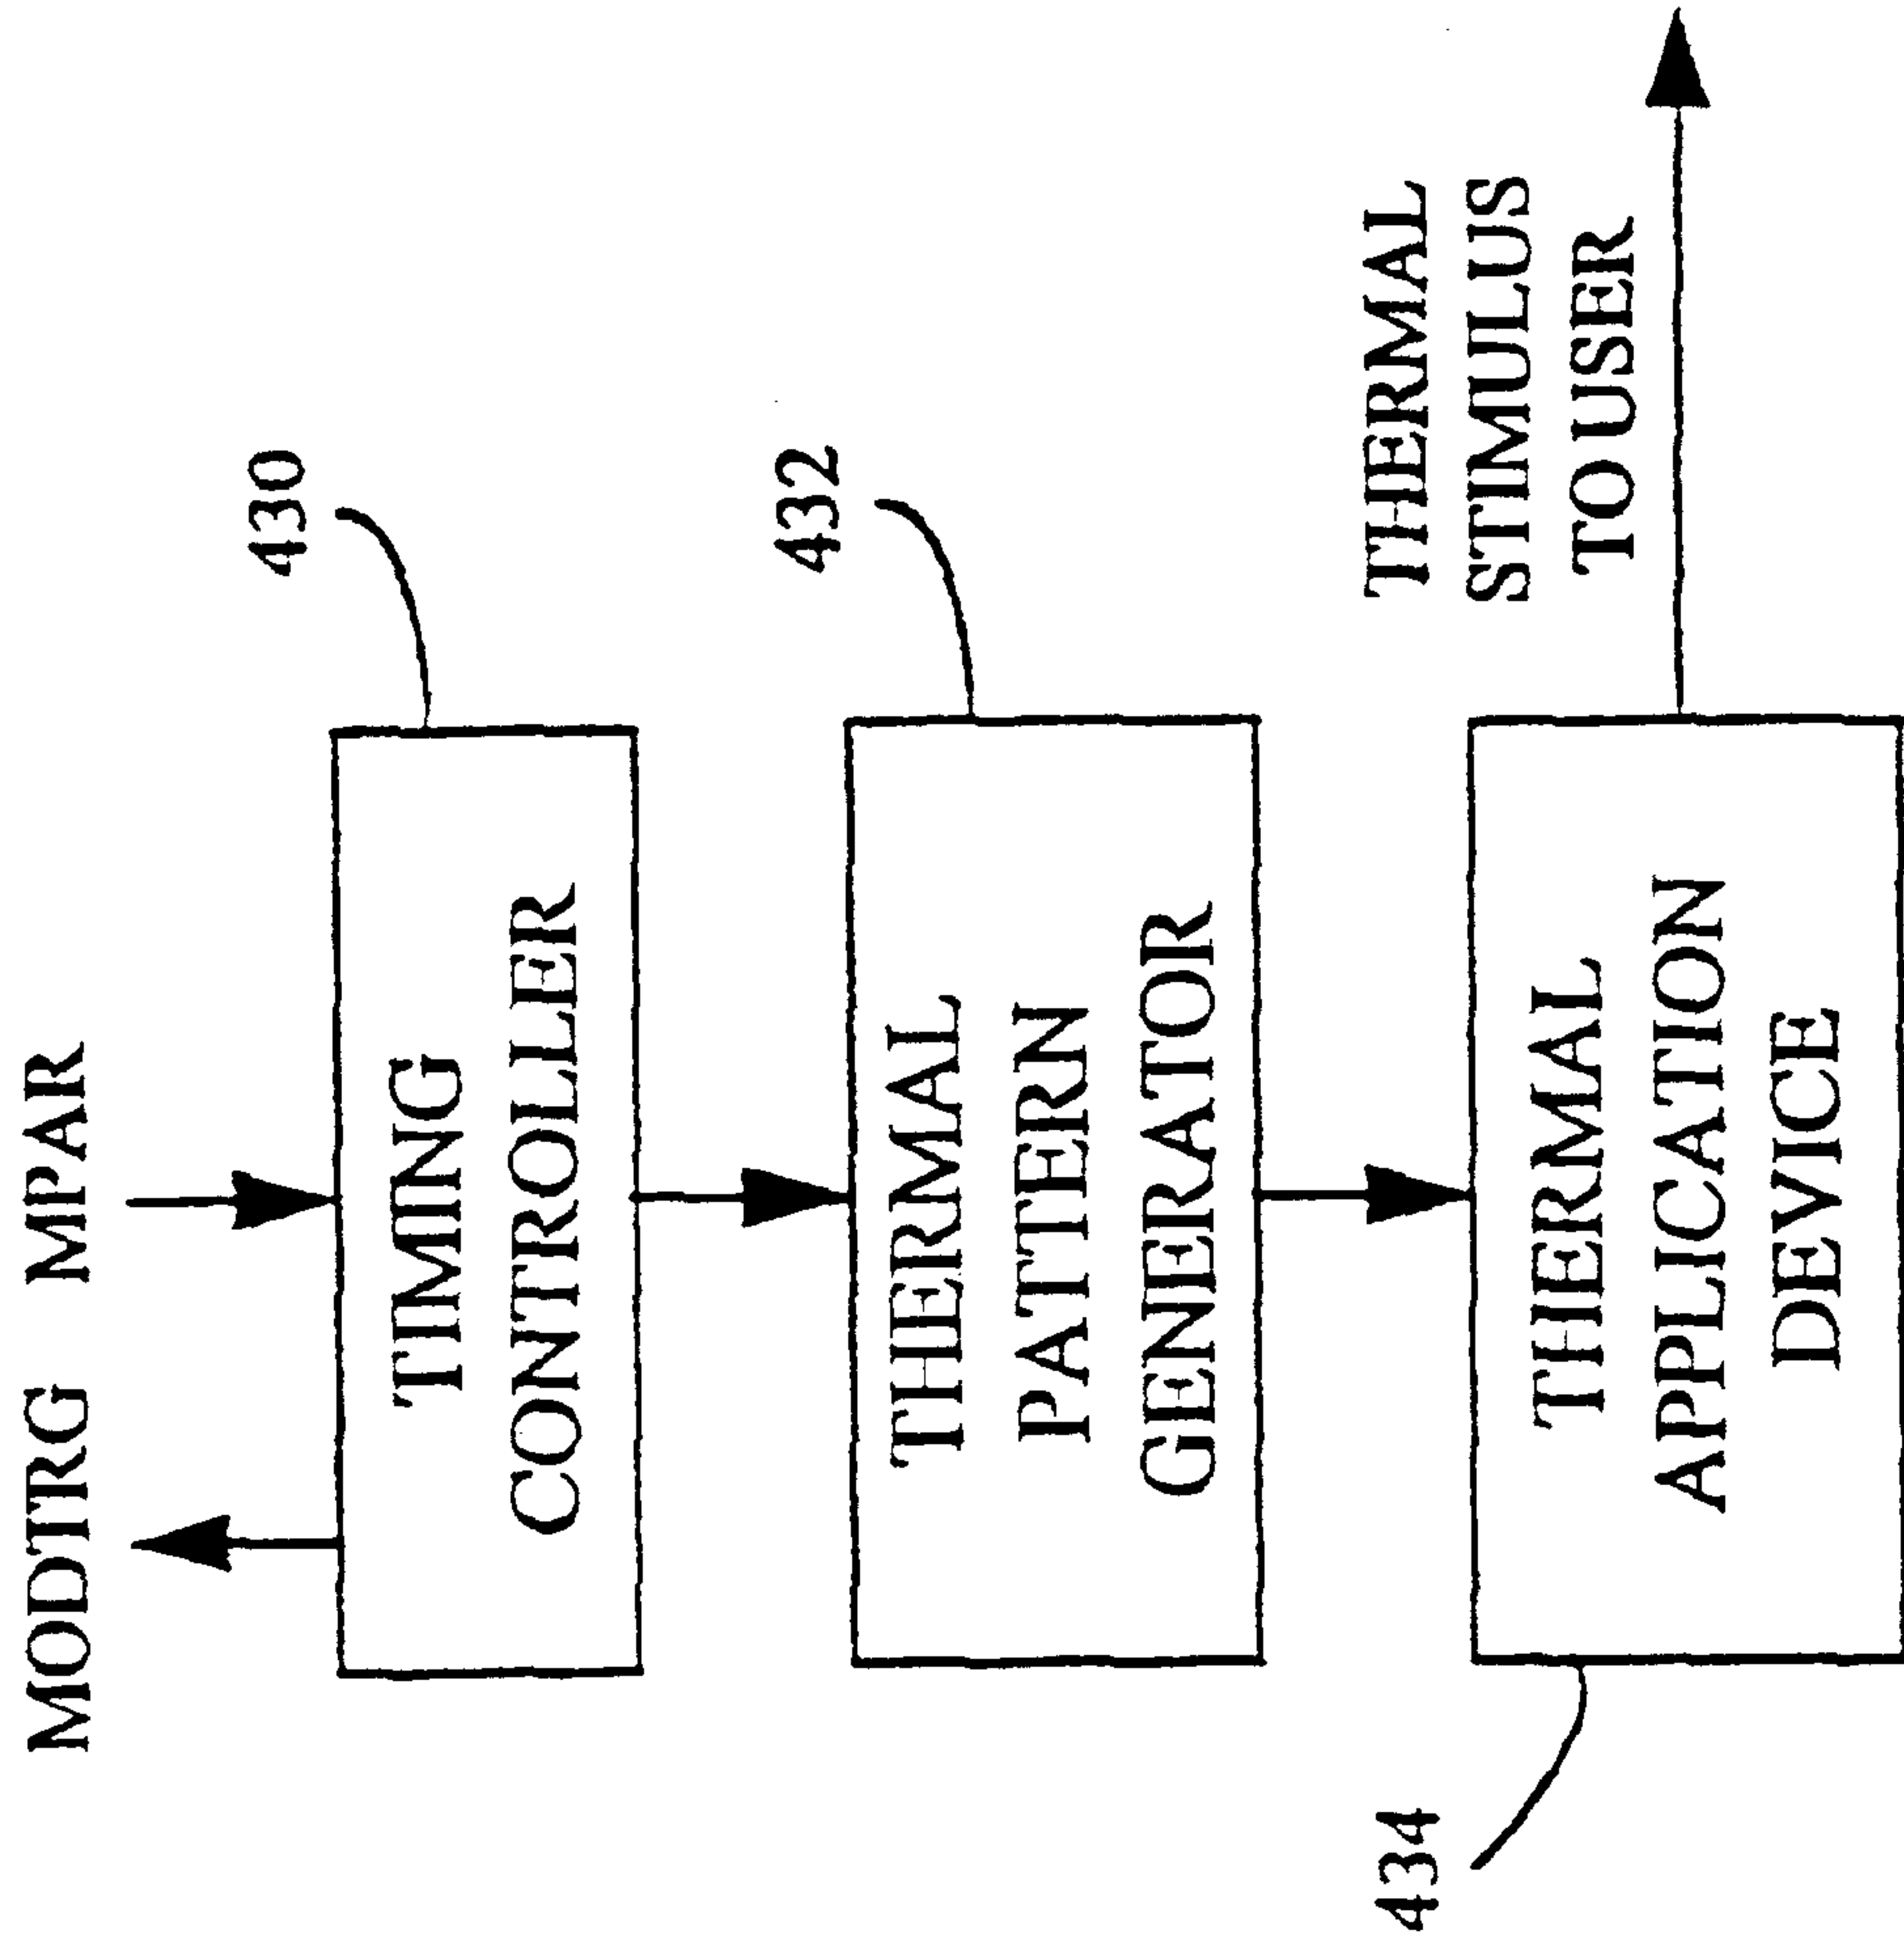 MODTRG MPAR
430
TIMING
CONTROLLER
432
THERMAL
PATTERN
GENERATOR
THERMAL
STIMULUS
TO USER
434
THERMAL
APPLICATION
DEVICE